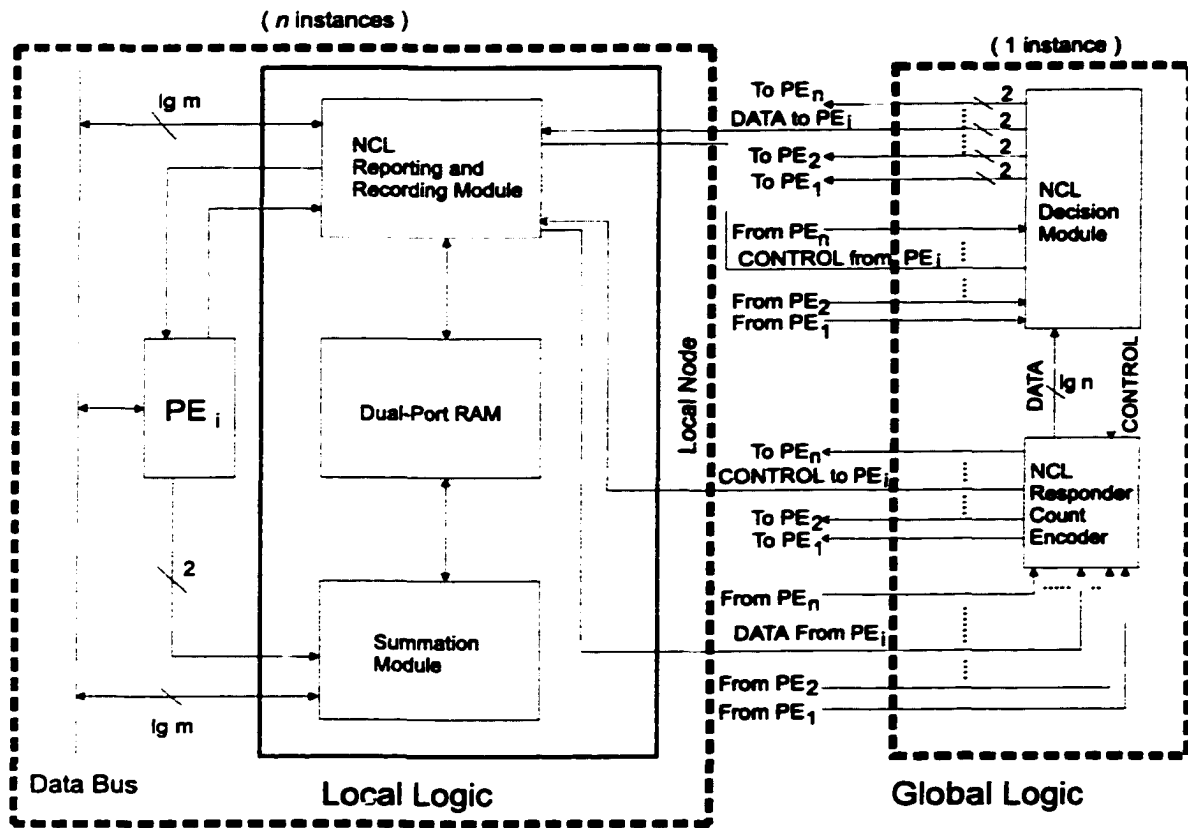 ( n instances )
( 1 instance )
lg m
NCL
Reporting and
Recording Module
To PEn
DATA to PEi
To PE2
To PE1
2
2
2
2
NCL
Decision
Module
From PEn
CONTROL from PEi
From PE2
From PE1
PE i
Dual-Port RAM
Local Node
DATA
lg n
CONTROL
To PEn
CONTROL to PEi
To PE2
To PE1
NCL
Responder
Count
Encoder
2
Summation
Module
From PEn
DATA From PEi
From PE2
From PE1
lg m
Data Bus
Local Logic
Global Logic